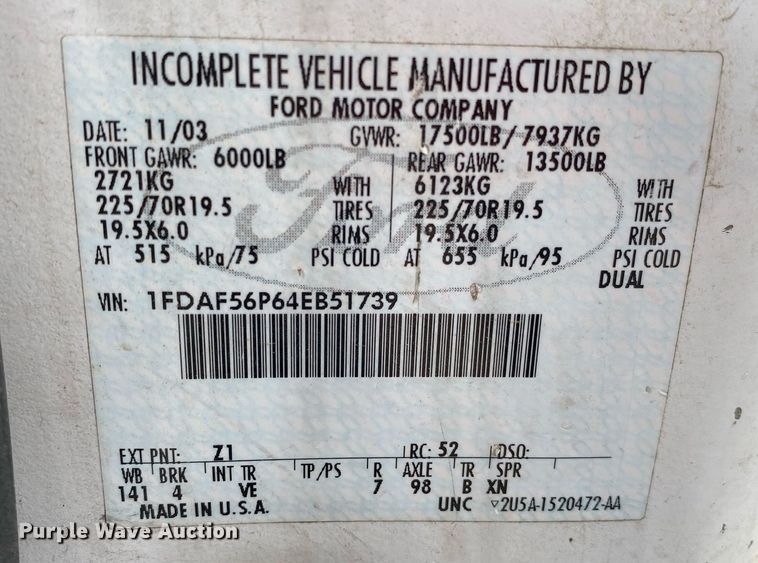 INCOMPLETE VEHICLE MANUFACTURED BY
FORD MOTOR COMPANY
DATE: 11/03 GVWR: 17500LB/7937KG
FRONT GAWR: 6000LB REAR GAWR: 13500LB
2721KG WITH 6123KG WITH
225/70R19.5 TIRES 225/70R19.5 TIRES
19.5X6.0 RIMS 19.5X6.0 RIMS
AT 515 kPa/75 PSI COLD AT 655 kPa/95 PSI COLD
DUAL
VIN: 1FDAF56P64EB51739
Ford
EXT PNT: Z1 RC: 52 DSO:
WB BRK INT TR TP/PS R AXLE TR SPR
141 4 VE 7 98 B XN
MADE IN U.S.A. UNC ▽2U5A-1520472-AA
Purple Wave Auction